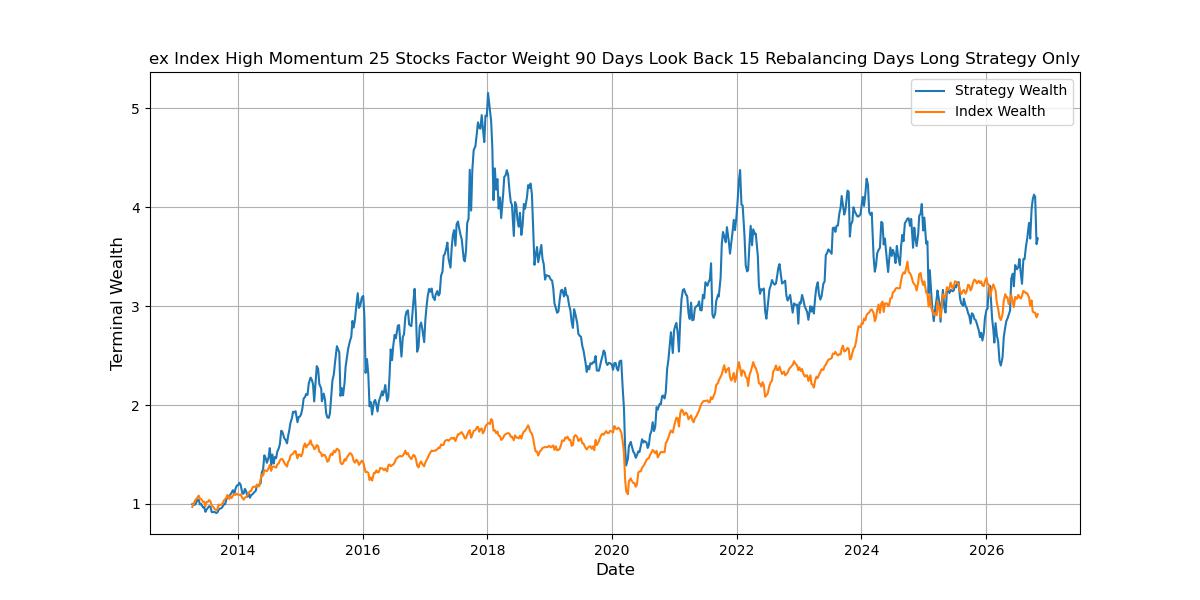 ex Index High Momentum 25 Stocks Factor Weight 90 Days Look Back 15 Rebalancing Days Long Strategy Only
Strategy Wealth
Index Wealth
Terminal Wealth
5
4
3
2
1
2014 2016 2018 2020 2022 2024 2026
Date